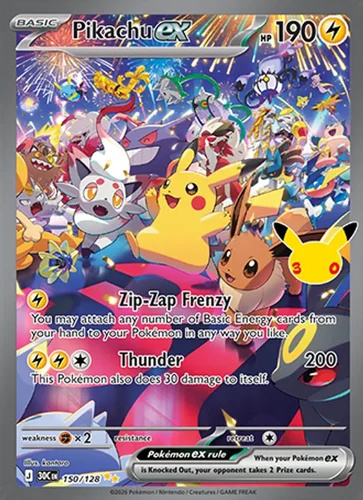 BASIC Pikachu ex HP 190
30
Zip-Zap Frenzy
You may attach any number of Basic Energy cards from
your hand to your Pokémon in any way you like.
Thunder 200
This Pokémon also does 30 damage to itself.
weakness ×2 resistance retreat
Illus. kantaro
Pokémon ex rule
When your Pokémon ex
is Knocked Out, your opponent takes 2 Prize cards.
J 30C EN 150/128
©2026 Pokémon / Nintendo / Creatures / GAME FREAK